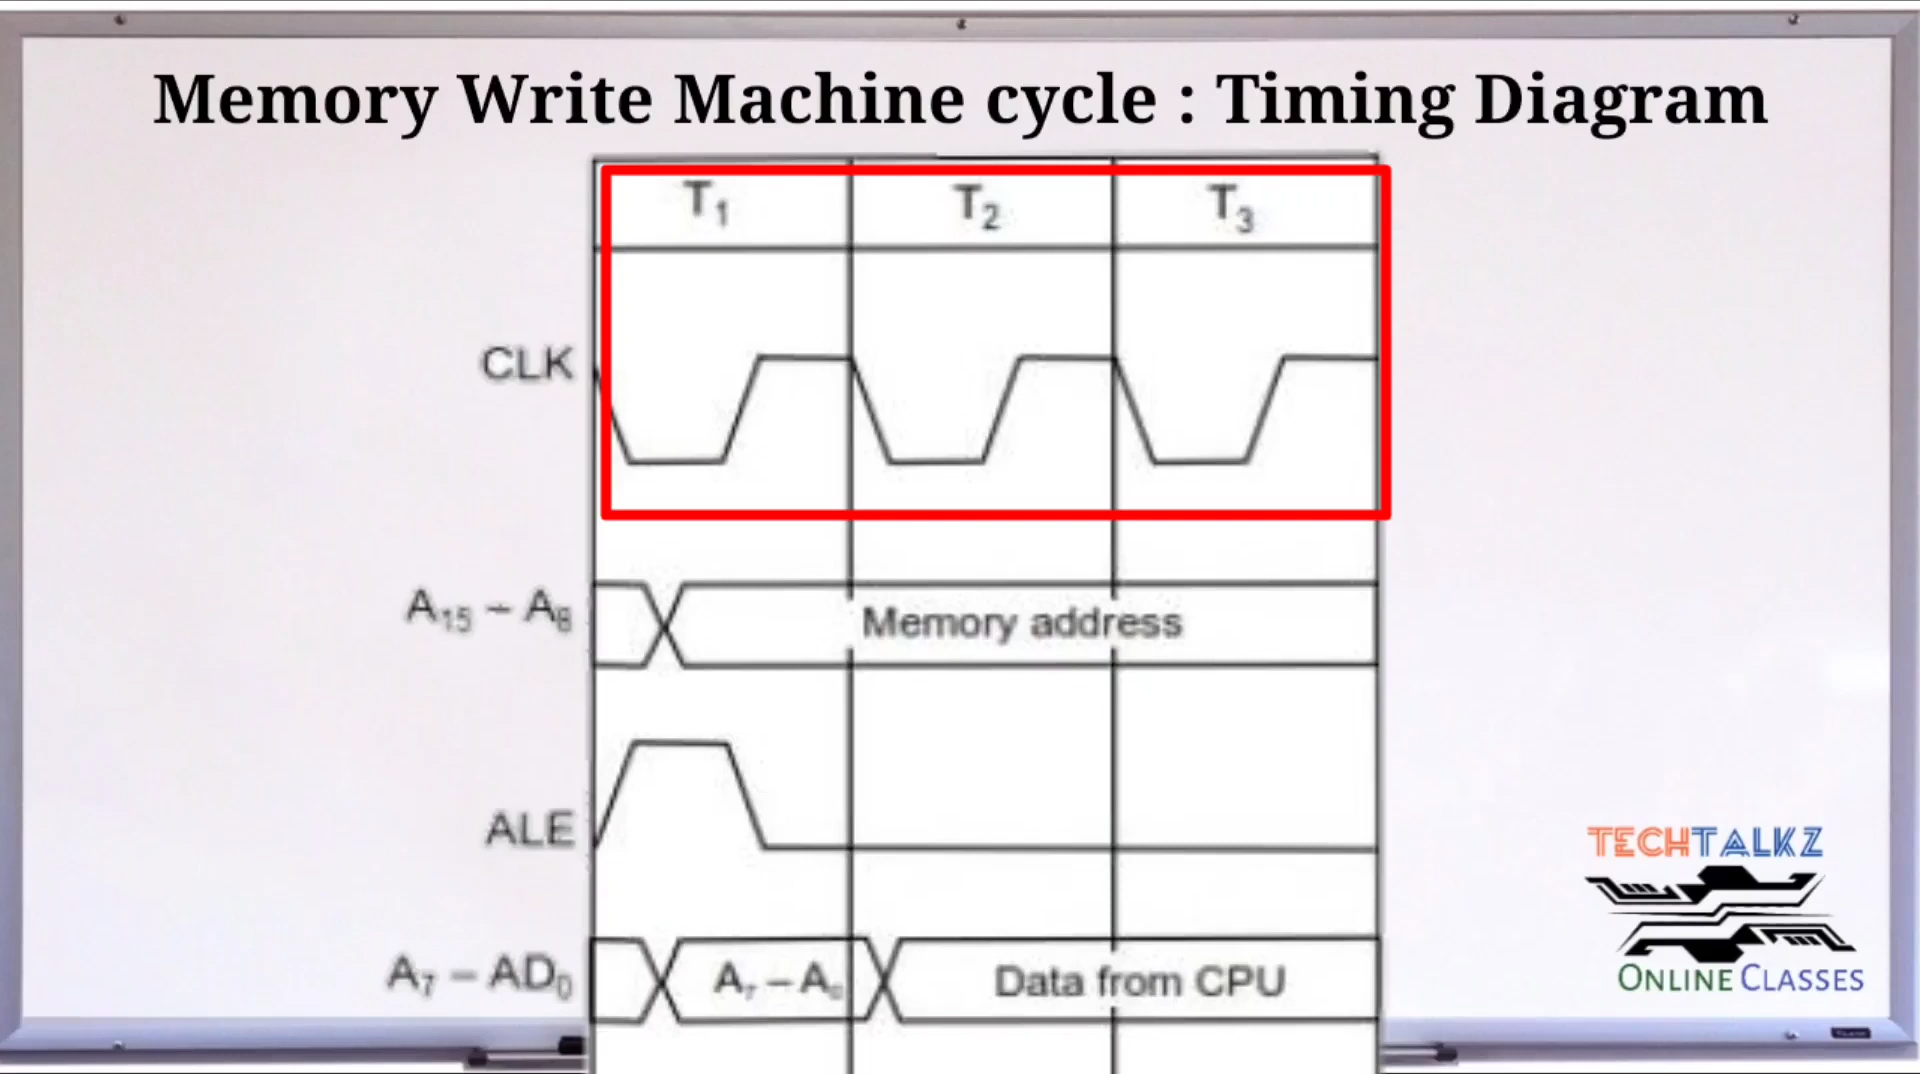 Memory Write Machine cycle : Timing Diagram
T₁ T₂ T₃
CLK
A₁₅ – A₈ Memory address
ALE
A₇ – AD₀ A₇ – A₀ Data from CPU
TECHTALKZ
ONLINE CLASSES